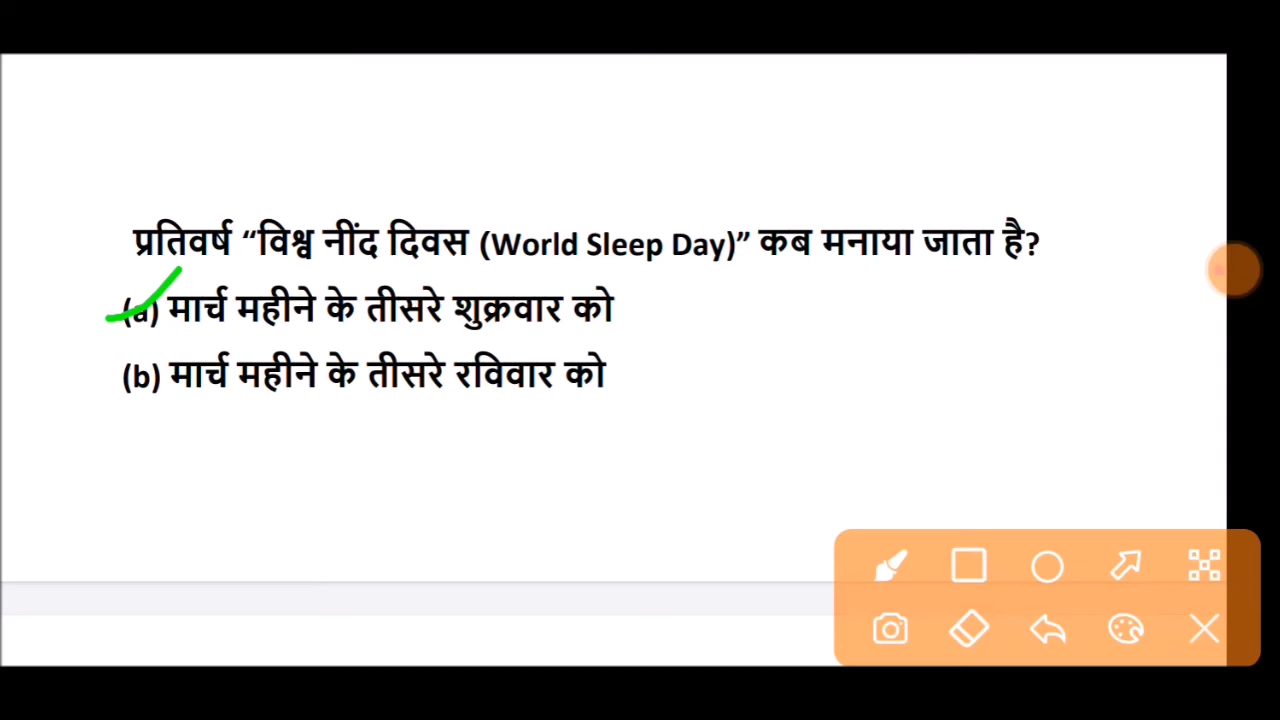 प्रतिवर्ष “विश्व नींद दिवस (World Sleep Day)” कब मनाया जाता है?
(a) मार्च महीने के तीसरे शुक्रवार को
(b) मार्च महीने के तीसरे रविवार को